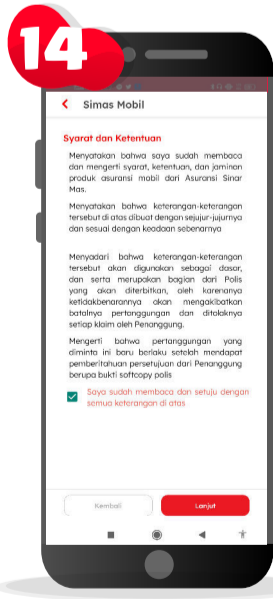 14
Simas Mobil
Syarat dan Ketentuan
Menyatakan bahwa saya sudah membaca
dan mengerti syarat, ketentuan, dan jaminan
produk asuransi mobil dari Asuransi Sinar
Mas.
Menyatakan bahwa keterangan-keterangan
tersebut di atas dibuat dengan sejujur-jujurnya
dan sesuai dengan keadaan sebenarnya
Menyadari bahwa keterangan-keterangan
tersebut akan digunakan sebagai dasar,
dan serta merupakan bagian dari Polis
yang akan diterbitkan, oleh karenanya
ketidakbenarannya akan mengakibatkan
batalnya pertanggungan dan ditolaknya
setiap klaim oleh Penanggung.
Mengerti bahwa pertanggungan yang
diminta ini baru berlaku setelah mendapat
pemberitahuan persetujuan dari Penanggung
berupa bukti softcopy polis
Saya sudah membaca dan setuju dengan
semua keterangan di atas
Kembali
Lanjut